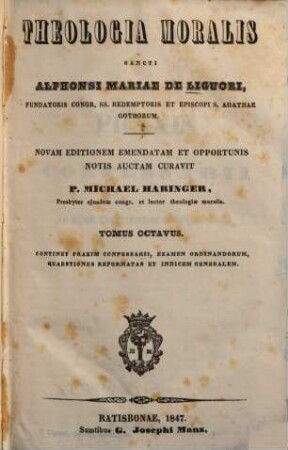 THEOLOGIA MORALIS
SANCTI
ALPHONSI MARIAE DE LIGUORI,
FUNDATORIS CONGR. SS. REDEMPTORIS ET EPISCOPI S. AGATHAE
GOTHORUM.
NOVAM EDITIONEM EMENDATAM ET OPPORTUNIS
NOTIS AUCTAM CURAVIT
P. MICHAEL HARINGER,
Presbyter ejusdem congr. et lector theologiæ moralis.
TOMUS OCTAVUS.
CONTINET PRAXIM CONFESSARII, EXAMEN ORDINANDORUM,
QUAESTIONES REFORMATAS ET INDICEM GENERALEM.
RATISBONAE, 1847.
Sumtibus G. Josephi Manz.